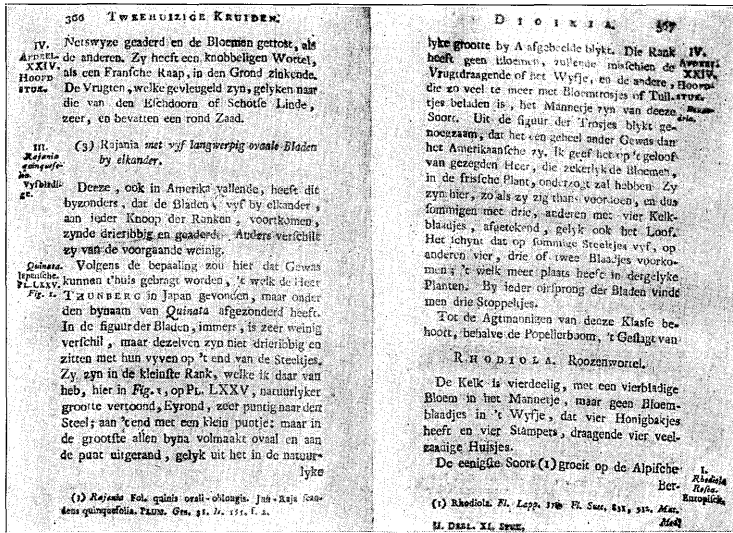 366 TWEEHUIZIGE KRUIDEN.
IV.
AFDEEL.
XXIV.
HOOFD-
STUK.
Netswyze geaderd en de Bloemen getrost, als
de anderen. Zy heeft een knobbeligen Wortel,
als een Fransche Raap, in den Grond zinkende.
De Vrugten, welke gevleugeld zyn, gelyken naar
die van den Eschdoorn of Schotse Linde,
zeer, en bevatten een rond Zaad.
III.
Rajania
quinquefo-
Vyfbladi-
ge.
(3) Rajania met vyf langwerpig ovaale Bladen
by elkander.
Deeze, ook in Amerika vallende, heeft dit
byzonders, dat de Bladen, vyf by elkander,
aan ieder Knoop der Ranken, voortkomen,
zynde drieribbig en geaderd. Anders verschilt
zy van de voorgaande weinig.
Quinata.
Japansche.
PL. LXXV.
Fig. 1.
Volgens de bepaaling zou hier dat Gewas
kunnen t'huis gebragt worden, 't welk de Heer
THUNBERG in Japan gevonden, maar onder
den bynaam van Quinata afgezonderd heeft.
In de figuur der Bladen, immers, is zeer weinig
verschil, maar dezelven zyn niet drieribbig en
zitten met hun vyven op 't end van de Steeltjes.
Zy zyn in de kleinste Rank, welke ik daar van
heb, hier in Fig. 1, op PL. LXXV, natuurlyker
grootte vertoond, Eyrond, zeer puntig naar den
Steel; aan 't end met een klein puntje: maar in
de grootste allen byna volmaakt ovaal en aan
de punt uitgerand, gelyk uit het in de natuur-
lyke
(3) Rajania Fol. quinis ovali-oblongis. Jan-Raja scan-
dens quinquefolia. PLUM. Gen. 33. Ic. 155. f. 2.
DIOIKIA. 367
IV.
AFDEEL.
XXIV.
HOOFD-
STUK.
lyke grootte by A afgebeelde blykt. Die Rank
heeft geen Bloemen, zullende misschien de
Vrugtdraagende of het Wyfje, en de andere,
die zo veel te meer met Bloemtrosjes of Tuil-
tjes beladen is, het Mannetje zyn van deeze
Soort. Uit de figuur der Trosjes blykt ge-
noegzaam, dat het een geheel ander Gewas dan
het Amerikaansche zy. Ik geef het op 't geloof
van gezegden Heer, die zekerlyk de Bloemen,
in de frissche Plant, onderzogt zal hebben. Zy
zyn hier, zo als zy zig thans voordoen, en dus
sommigen met drie, anderen met vier Kelk-
blaadjes, afgetekend, gelyk ook het Loof.
Het schynt dat op sommige Steeltjes vyf, op
anderen vier, drie of twee Blaadjes voorko-
men; 't welk meer plaats heeft in dergelyke
Planten. By ieder oirsprong der Bladen vindt
men drie Stoppeltjes.
Tot de Agtmannigen van deeze Klasse be-
hoort, behalve de Popelierboom, 't Geslagt van
RHODIOLA. Roozenwortel.
De Kelk is vierdeelig, met een vierbladige
Bloem in het Mannetje, maar geen Bloem-
blaadjes in 't Wyfje, dat vier Honigbakjes
heeft en vier Stampers, draagende vier veel-
zaadige Huisjes.
De eenigste Soort (1) groeit op de Alpische
Ber-
I.
Rhodiola
Rosea.
Europische.
(1) Rhodiola. Fl. Lapp. 378. Fl. Suec. 831, 912. Mat.
Med.
II. DEEL. XI. STUK.